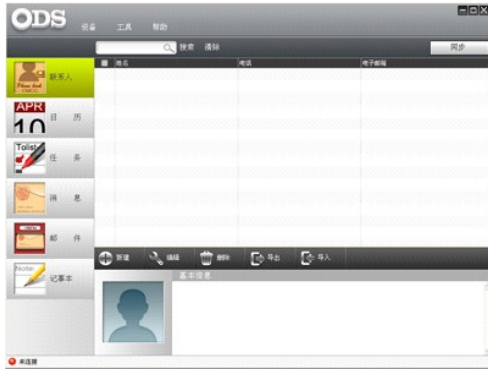 ODS 设备 工具 帮助
搜索 清除 同步
姓名 电话 电子邮箱
联系人
APR
10
日 历
Tolist
任 务
消 息
邮 件
Note
记事本
新建 编辑 删除 导出 导入
基本信息
未连接